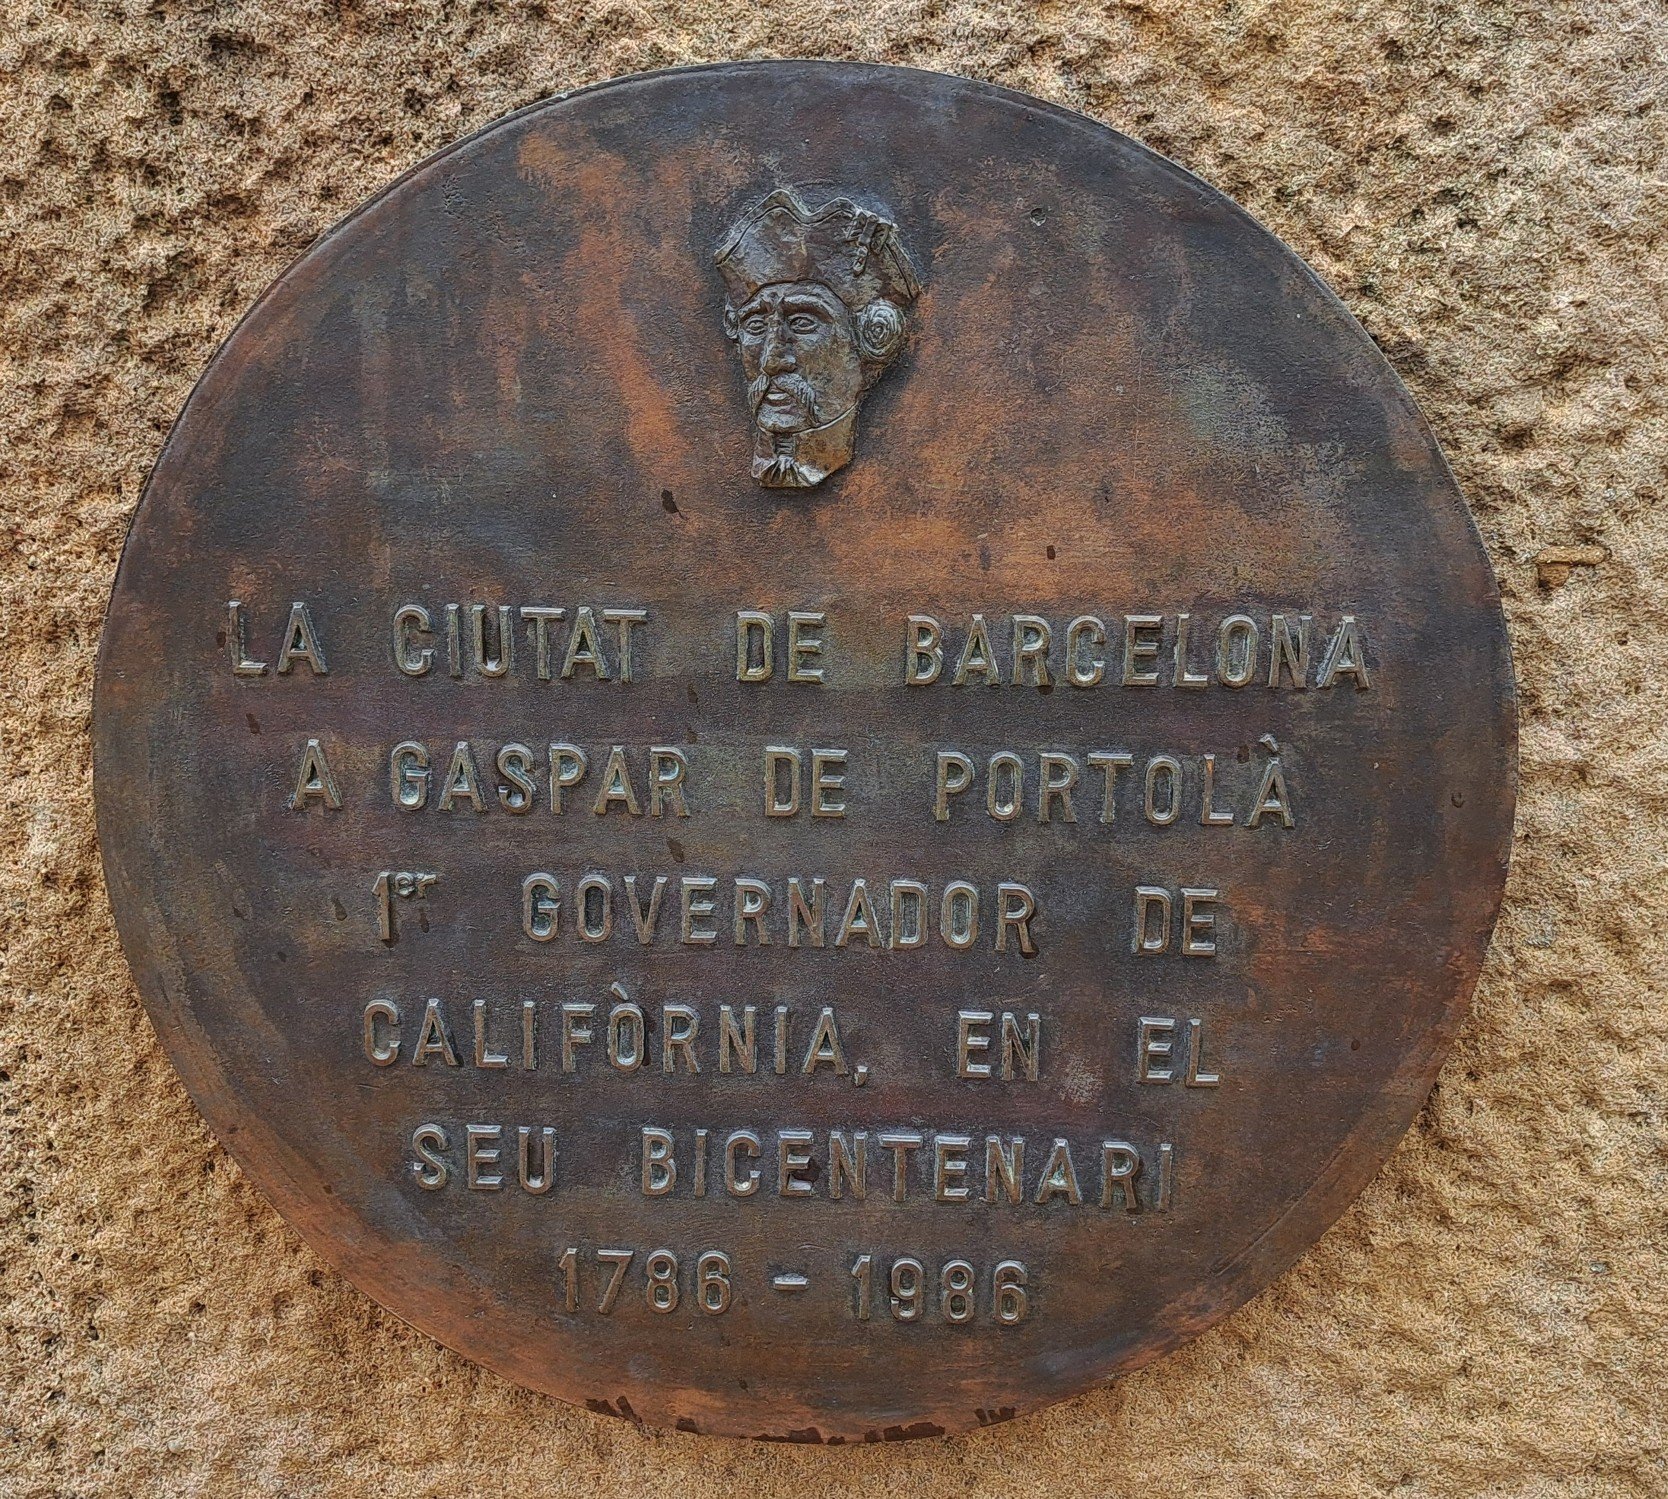 LA CIUTAT DE BARCELONA
A GASPAR DE PORTOLÀ
1er GOVERNADOR DE
CALIFÒRNIA, EN EL
SEU BICENTENARI
1786 - 1986